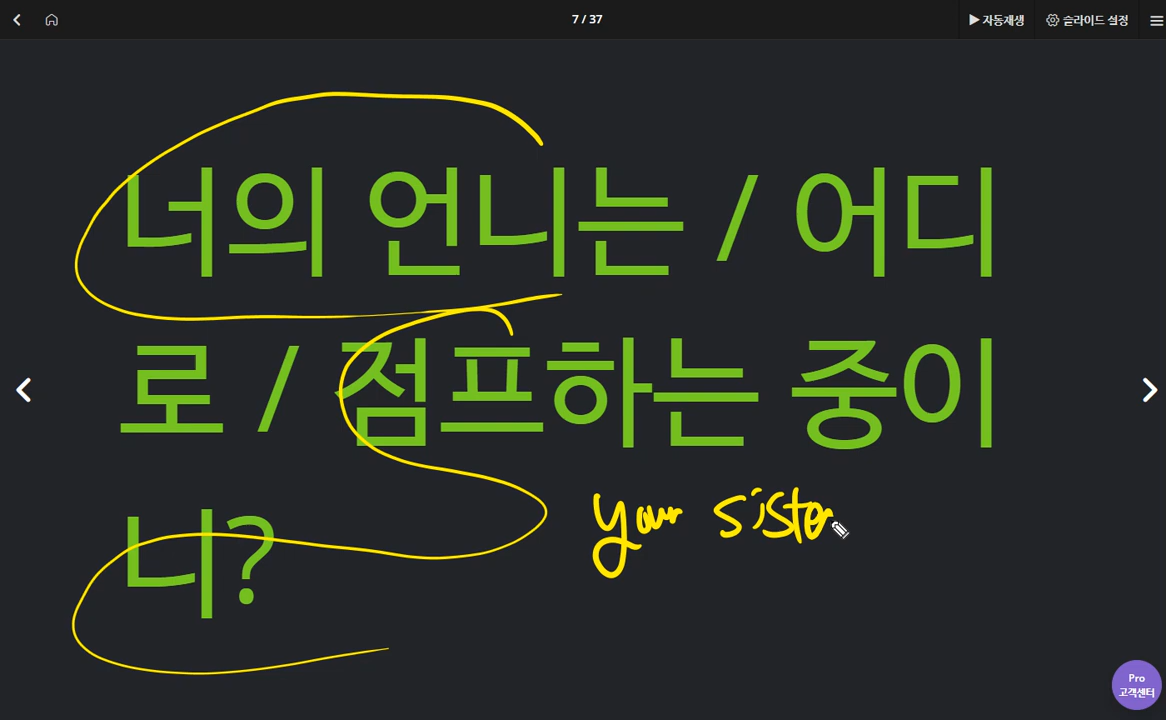 7 / 37
자동재생
슬라이드 설정
너의 언니는 / 어디
로 / 점프하는 중이
니?
your sister
Pro
고객센터